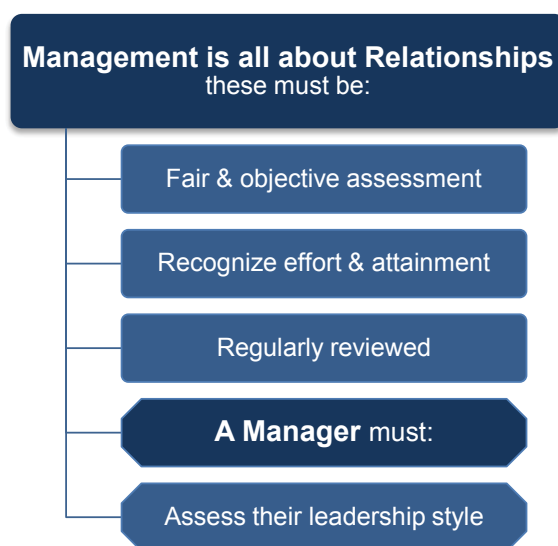 Management is all about Relationships
these must be:
Fair & objective assessment
Recognize effort & attainment
Regularly reviewed
A Manager must:
Assess their leadership style